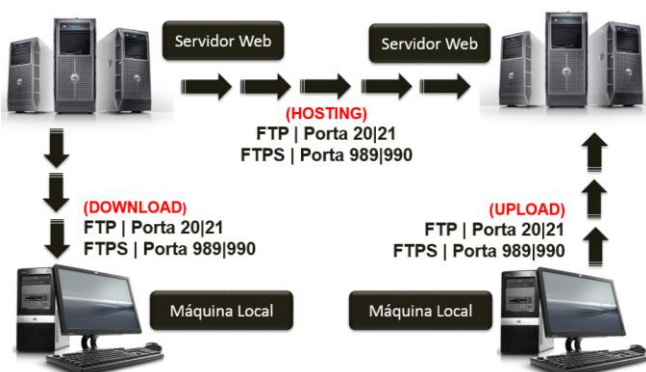 Servidor Web
Servidor Web
(HOSTING)
FTP | Porta 20|21
FTPS | Porta 989|990
(DOWNLOAD)
FTP | Porta 20|21
FTPS | Porta 989|990
(UPLOAD)
FTP | Porta 20|21
FTPS | Porta 989|990
Máquina Local
Máquina Local